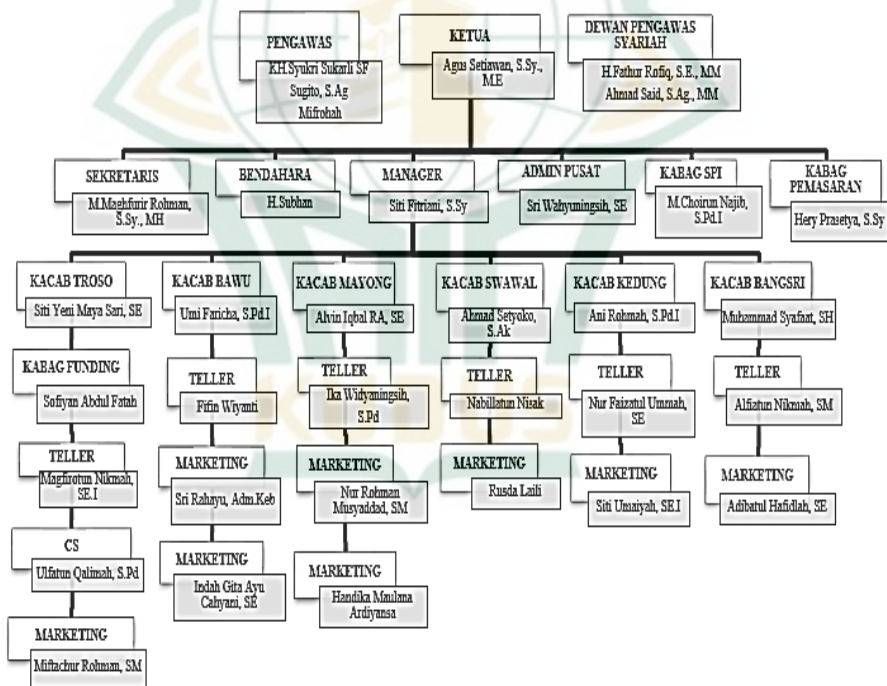 PENGAWAS
KH.Syukri Sukarli SF
Sugito, S.Ag
Mifrohah
KETUA
Agus Setiawan, S.Sy.,
M.E
DEWAN PENGAWAS
SYARIAH
H.Fathur Rofiq, S.E., MM
Ahmad Said, S.Ag., MM
SEKRETARIS
M.Maghfurir Rohman,
S.Sy., MH
BENDAHARA
H.Subhan
MANAGER
Siti Fitriani, S.Sy
ADMIN PUSAT
Sri Wahyuningsih, SE
KABAG SPI
M.Choirun Najib,
S.Pd.I
KABAG
PEMASARAN
Hery Prasetya, S.Sy
KACAB TROSO
Siti Yeni Maya Sari, SE
KABAG FUNDING
Sofiyan Abdul Fatah
TELLER
Magfirotun Nikmah,
SE.I
CS
Ulfatun Qalimah, S.Pd
MARKETING
Miftachur Rohman, SM
KACAB BAWU
Umi Faricha, S.Pd.I
TELLER
Fifin Wiyanti
MARKETING
Sri Rahayu, Adm.Keb
MARKETING
Indah Gita Ayu
Cahyani, SE
KACAB MAYONG
Alvin Iqbal RA, SE
TELLER
Ika Widyaningsih,
S.Pd
MARKETING
Nur Rohman
Musyaddad, SM
MARKETING
Handika Maulana
Ardiyansa
KACAB SWAWAL
Ahmad Setyoko,
S.Ak
TELLER
Nabillatun Nisak
MARKETING
Rusda Laili
KACAB KEDUNG
Ani Rohmah, S.Pd.I
TELLER
Nur Faizatul Ummah,
SE
MARKETING
Siti Umaiyah, SE.I
KACAB BANGSRI
Muhammad Syafaat, SH
TELLER
Alfiatun Nikmah, SM
MARKETING
Adibatul Hafidlah, SE
KUDUS